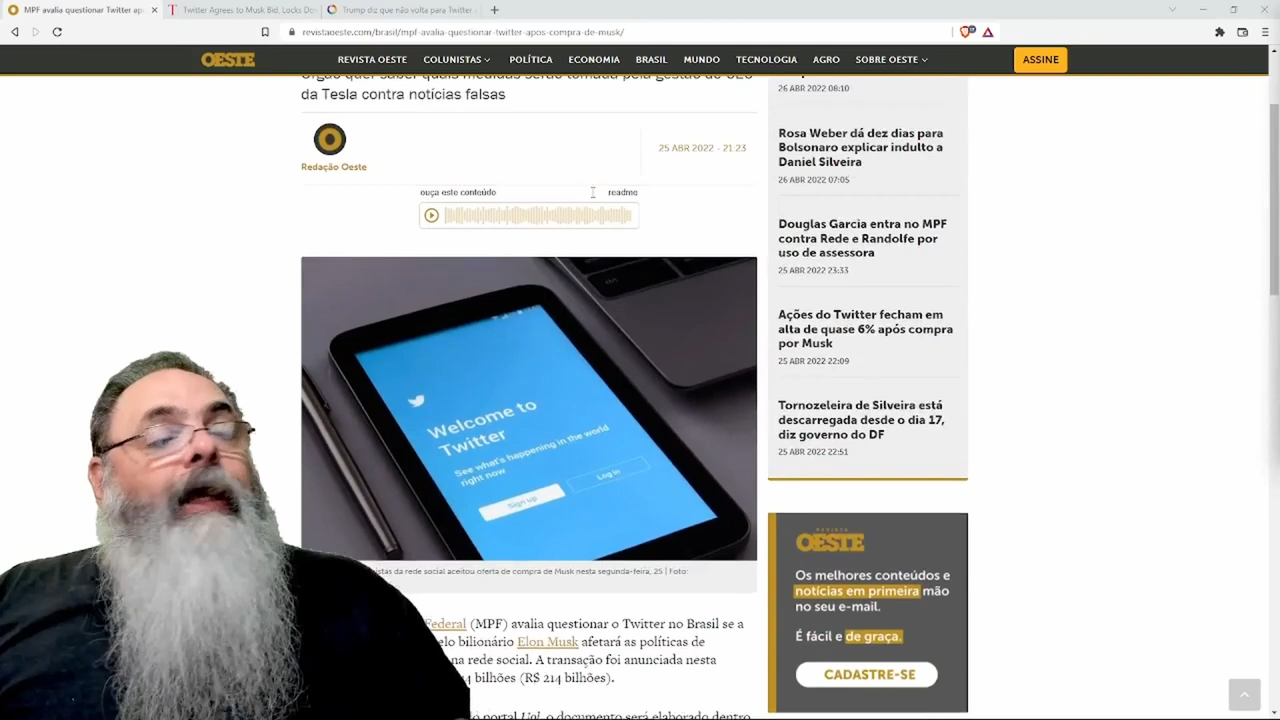 MPF avalia questionar Twitter ap
Twitter Agrees to Musk Bid, Locks Do
Trump diz que não volta para Twitter
revistaoeste.com/brasil/mpf-avalia-questionar-twitter-apos-compra-de-musk/
OESTE
REVISTA OESTE
COLUNISTAS
POLÍTICA
ECONOMIA
BRASIL
MUNDO
TECNOLOGIA
AGRO
SOBRE OESTE
ASSINE
da Tesla contra notícias falsas
Redação Oeste
25 ABR 2022 - 21:23
ouça este conteúdo
readme
Welcome to
Twitter
See what's happening in the world
right now
Sign up
Log in
istas da rede social aceitou oferta de compra de Musk nesta segunda-feira, 25 | Foto:
Federal (MPF) avalia questionar o Twitter no Brasil se a
elo bilionário Elon Musk afetará as políticas de
na rede social. A transação foi anunciada nesta
4 bilhões (R$ 214 bilhões).
o portal Uol, o documento será elaborado dentro
26 ABR 2022 08:10
Rosa Weber dá dez dias para
Bolsonaro explicar indulto a
Daniel Silveira
26 ABR 2022 07:05
Douglas Garcia entra no MPF
contra Rede e Randolfe por
uso de assessora
25 ABR 2022 23:33
Ações do Twitter fecham em
alta de quase 6% após compra
por Musk
25 ABR 2022 22:09
Tornozeleira de Silveira está
descarregada desde o dia 17,
diz governo do DF
25 ABR 2022 22:51
REVISTA
OESTE
Os melhores conteúdos e
notícias em primeira mão
no seu e-mail.
É fácil e de graça.
CADASTRE-SE